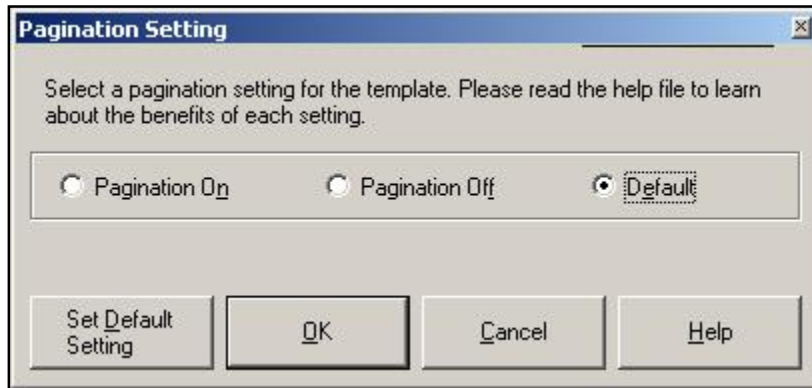 Pagination Setting
Select a pagination setting for the template. Please read the help file to learn
about the benefits of each setting.
Pagination On
Pagination Off
Default
Set Default
Setting
OK
Cancel
Help